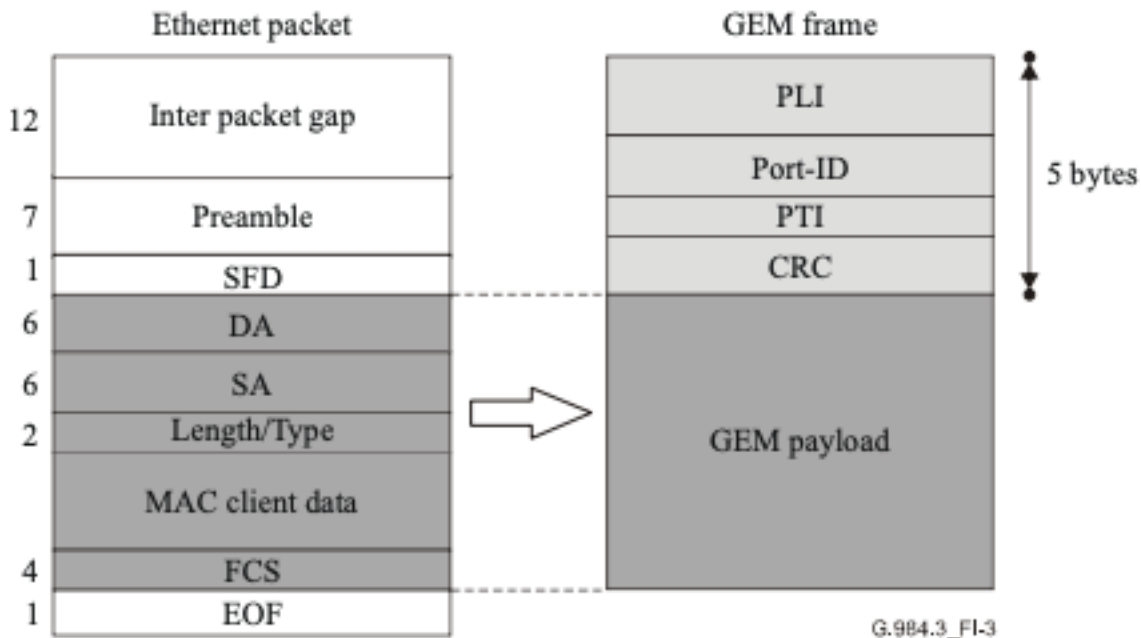 Ethernet packet
GEM frame
12
Inter packet gap
7
Preamble
1
SFD
6
DA
6
SA
2
Length/Type
MAC client data
4
FCS
1
EOF
PLI
Port-ID
PTI
CRC
5 bytes
GEM payload
G.984.3_FI-3